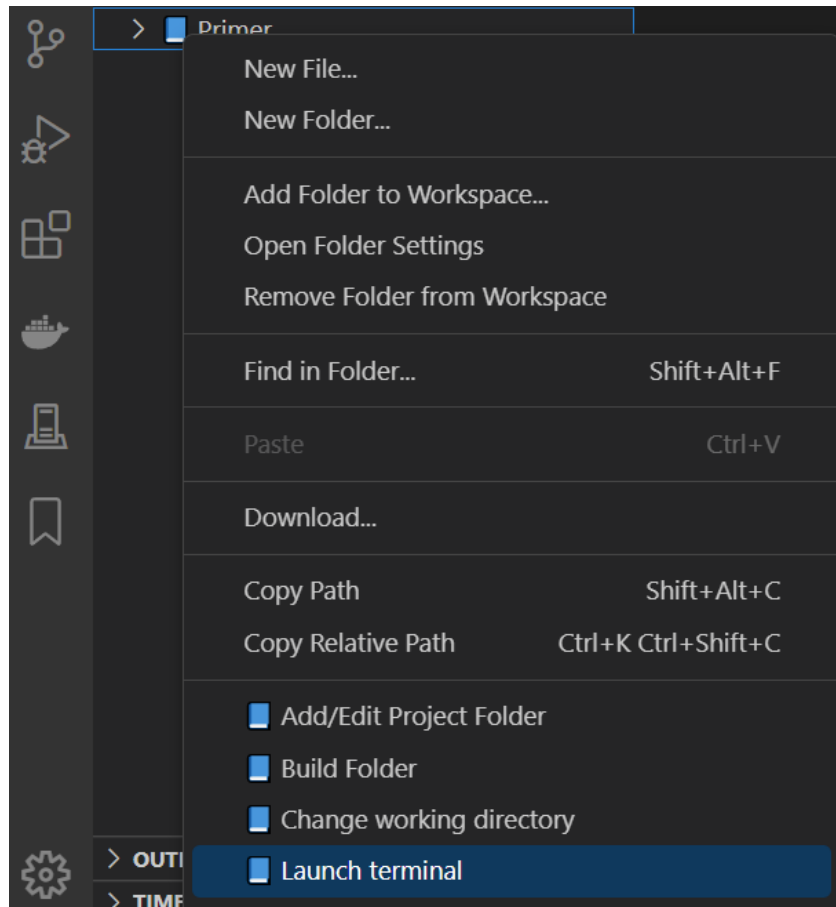 Primer
New File...
New Folder...
Add Folder to Workspace...
Open Folder Settings
Remove Folder from Workspace
Find in Folder... Shift+Alt+F
Paste Ctrl+V
Download...
Copy Path Shift+Alt+C
Copy Relative Path Ctrl+K Ctrl+Shift+C
Add/Edit Project Folder
Build Folder
Change working directory
OUTI
Launch terminal
TIME